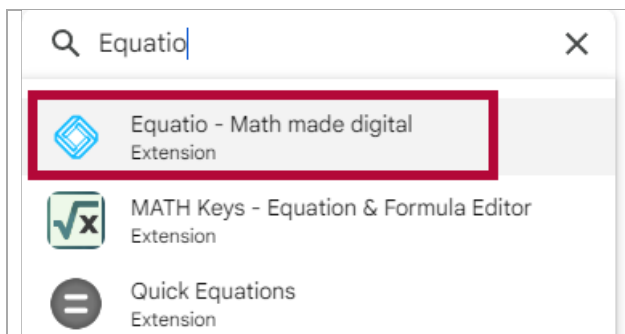 Equatio
Equatio - Math made digital
Extension
√x
MATH Keys - Equation & Formula Editor
Extension
Quick Equations
Extension